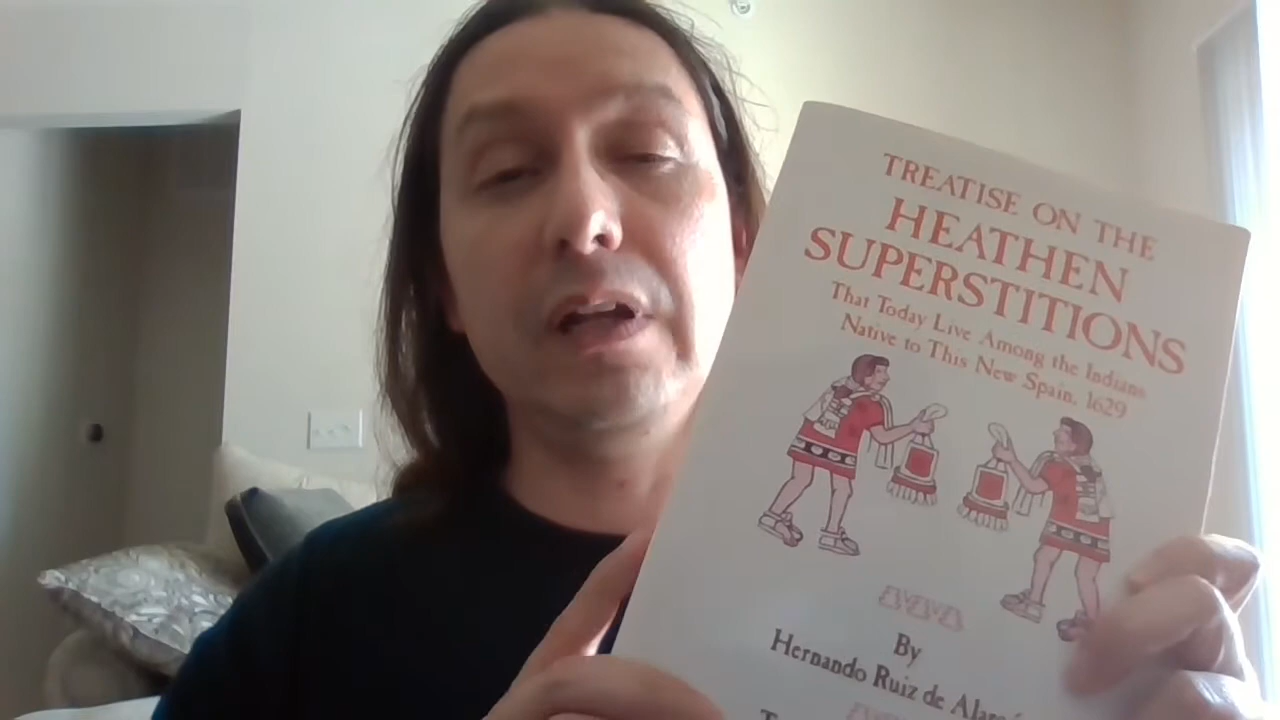 TREATISE ON THE
HEATHEN
SUPERSTITIONS
That Today Live Among the Indians
Native to This New Spain, 1629
By
Hernando Ruiz de